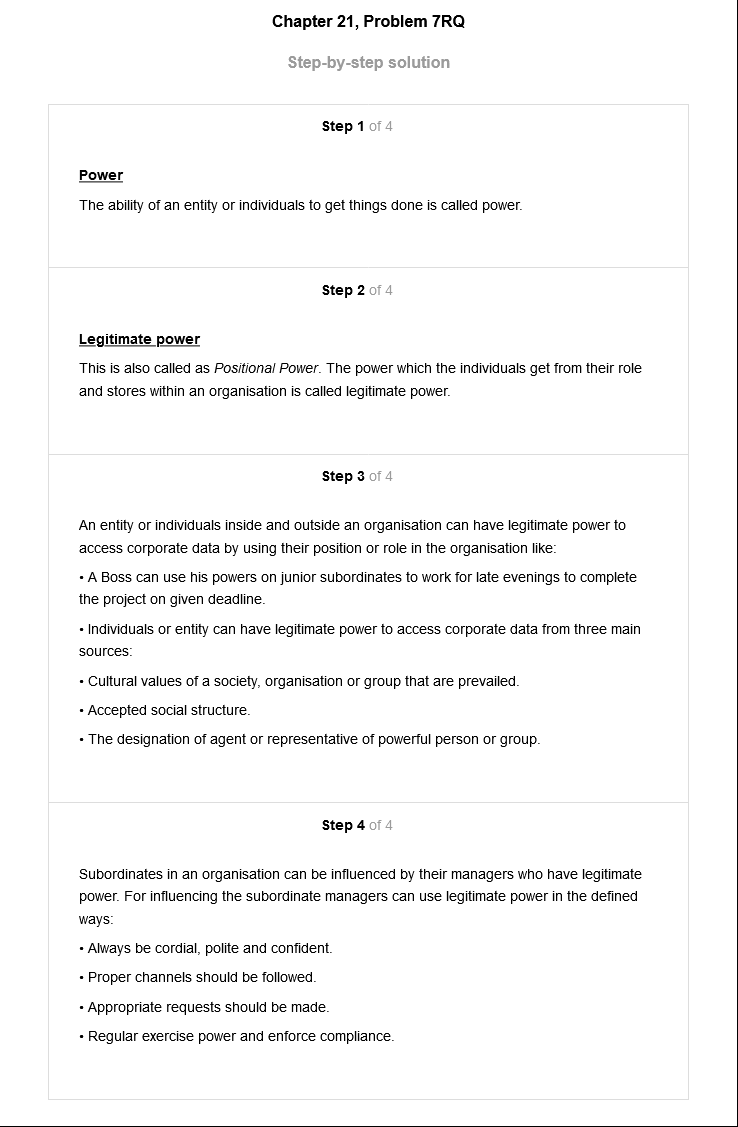 Chapter 21, Problem 7RQ
Step-by-step solution
Step 1 of 4
Power
The ability of an entity or individuals to get things done is called power.
Step 2 of 4
Legitimate power
This is also called as Positional Power. The power which the individuals get from their role
and stores within an organisation is called legitimate power.
Step 3 of 4
An entity or individuals inside and outside an organisation can have legitimate power to
access corporate data by using their position or role in the organisation like:
• A Boss can use his powers on junior subordinates to work for late evenings to complete
the project on given deadline.
• Individuals or entity can have legitimate power to access corporate data from three main
sources:
• Cultural values of a society, organisation or group that are prevailed.
• Accepted social structure.
• The designation of agent or representative of powerful person or group.
Step 4 of 4
Subordinates in an organisation can be influenced by their managers who have legitimate
power. For influencing the subordinate managers can use legitimate power in the defined
ways:
• Always be cordial, polite and confident.
• Proper channels should be followed.
• Appropriate requests should be made.
• Regular exercise power and enforce compliance.